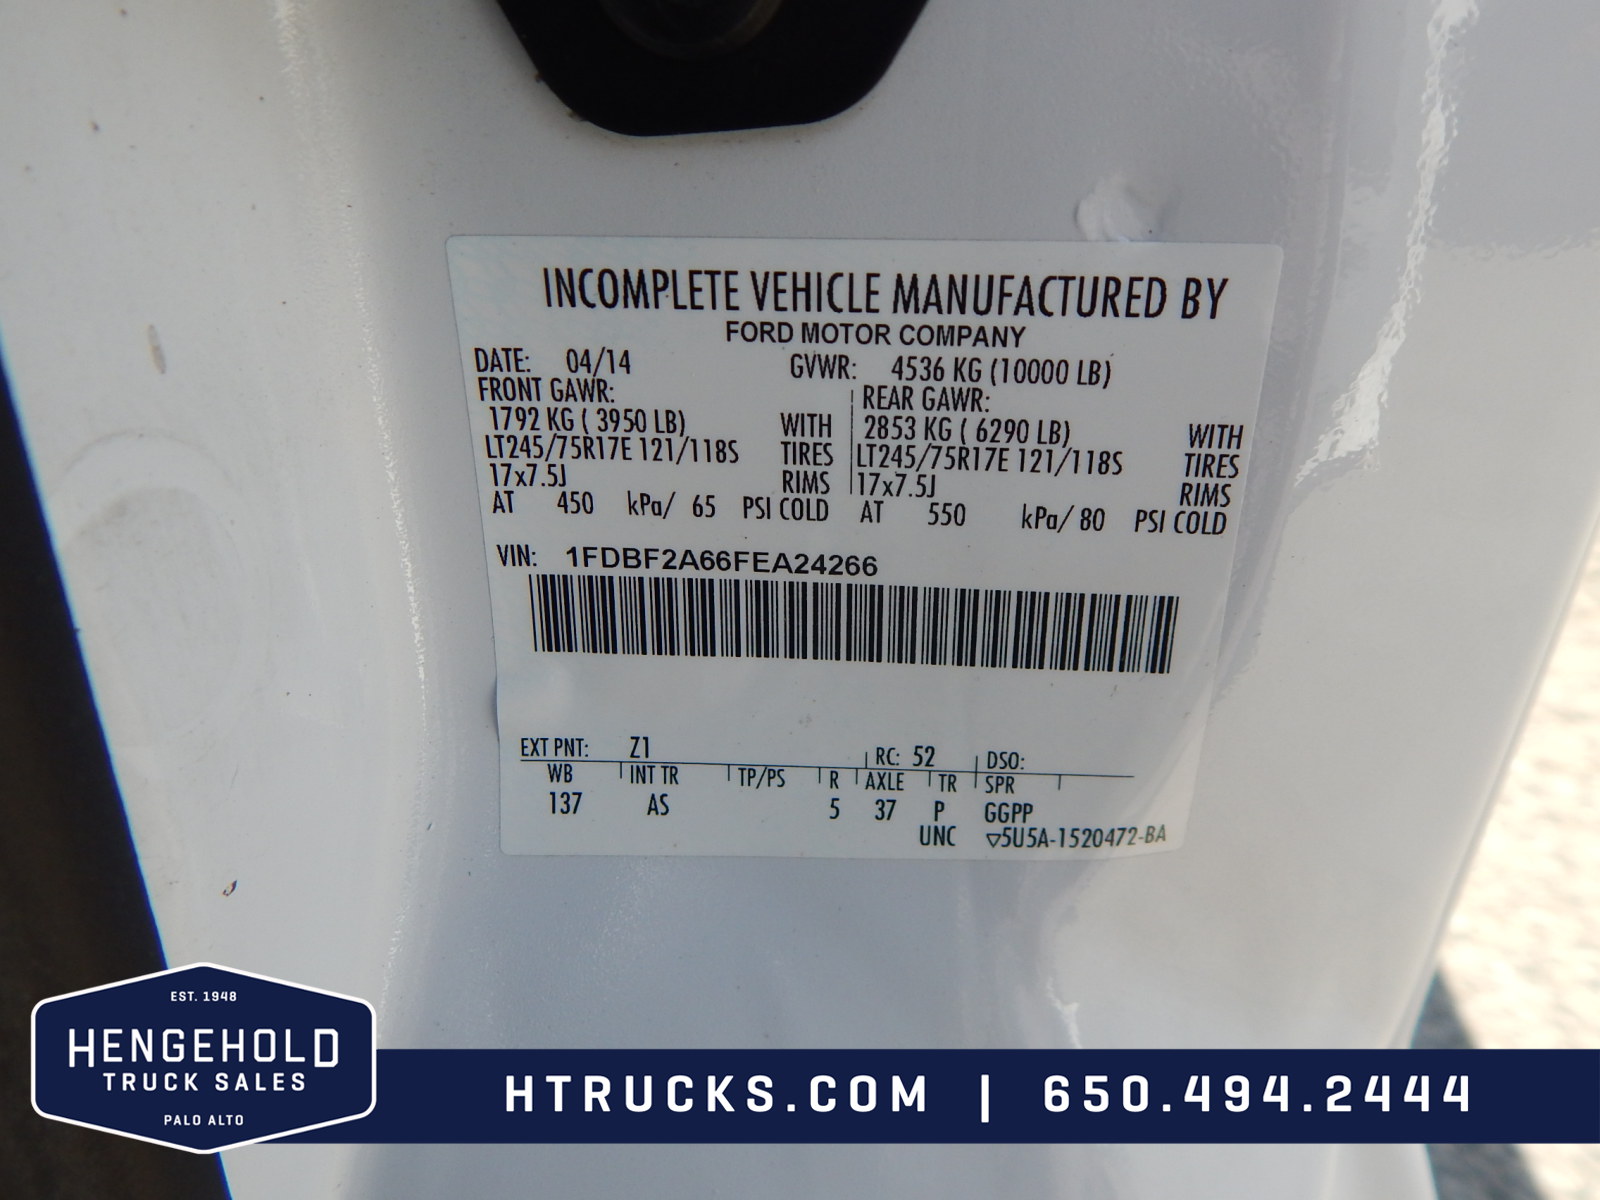 INCOMPLETE VEHICLE MANUFACTURED BY
FORD MOTOR COMPANY
DATE: 04/14 GVWR: 4536 KG (10000 LB)
FRONT GAWR: REAR GAWR:
1792 KG ( 3950 LB) WITH 2853 KG ( 6290 LB) WITH
LT245/75R17E 121/118S TIRES LT245/75R17E 121/118S TIRES
17x7.5J RIMS 17x7.5J RIMS
AT 450 kPa/ 65 PSI COLD AT 550 kPa/ 80 PSI COLD
VIN: 1FDBF2A66FEA24266
EXT PNT: Z1 RC: 52 DSO:
WB INT TR TP/PS R AXLE TR SPR
137 AS 5 37 P GGPP
UNC ▽5U5A-1520472-BA
EST. 1948
HENGEHOLD
TRUCK SALES
PALO ALTO
HTRUCKS.COM | 650.494.2444